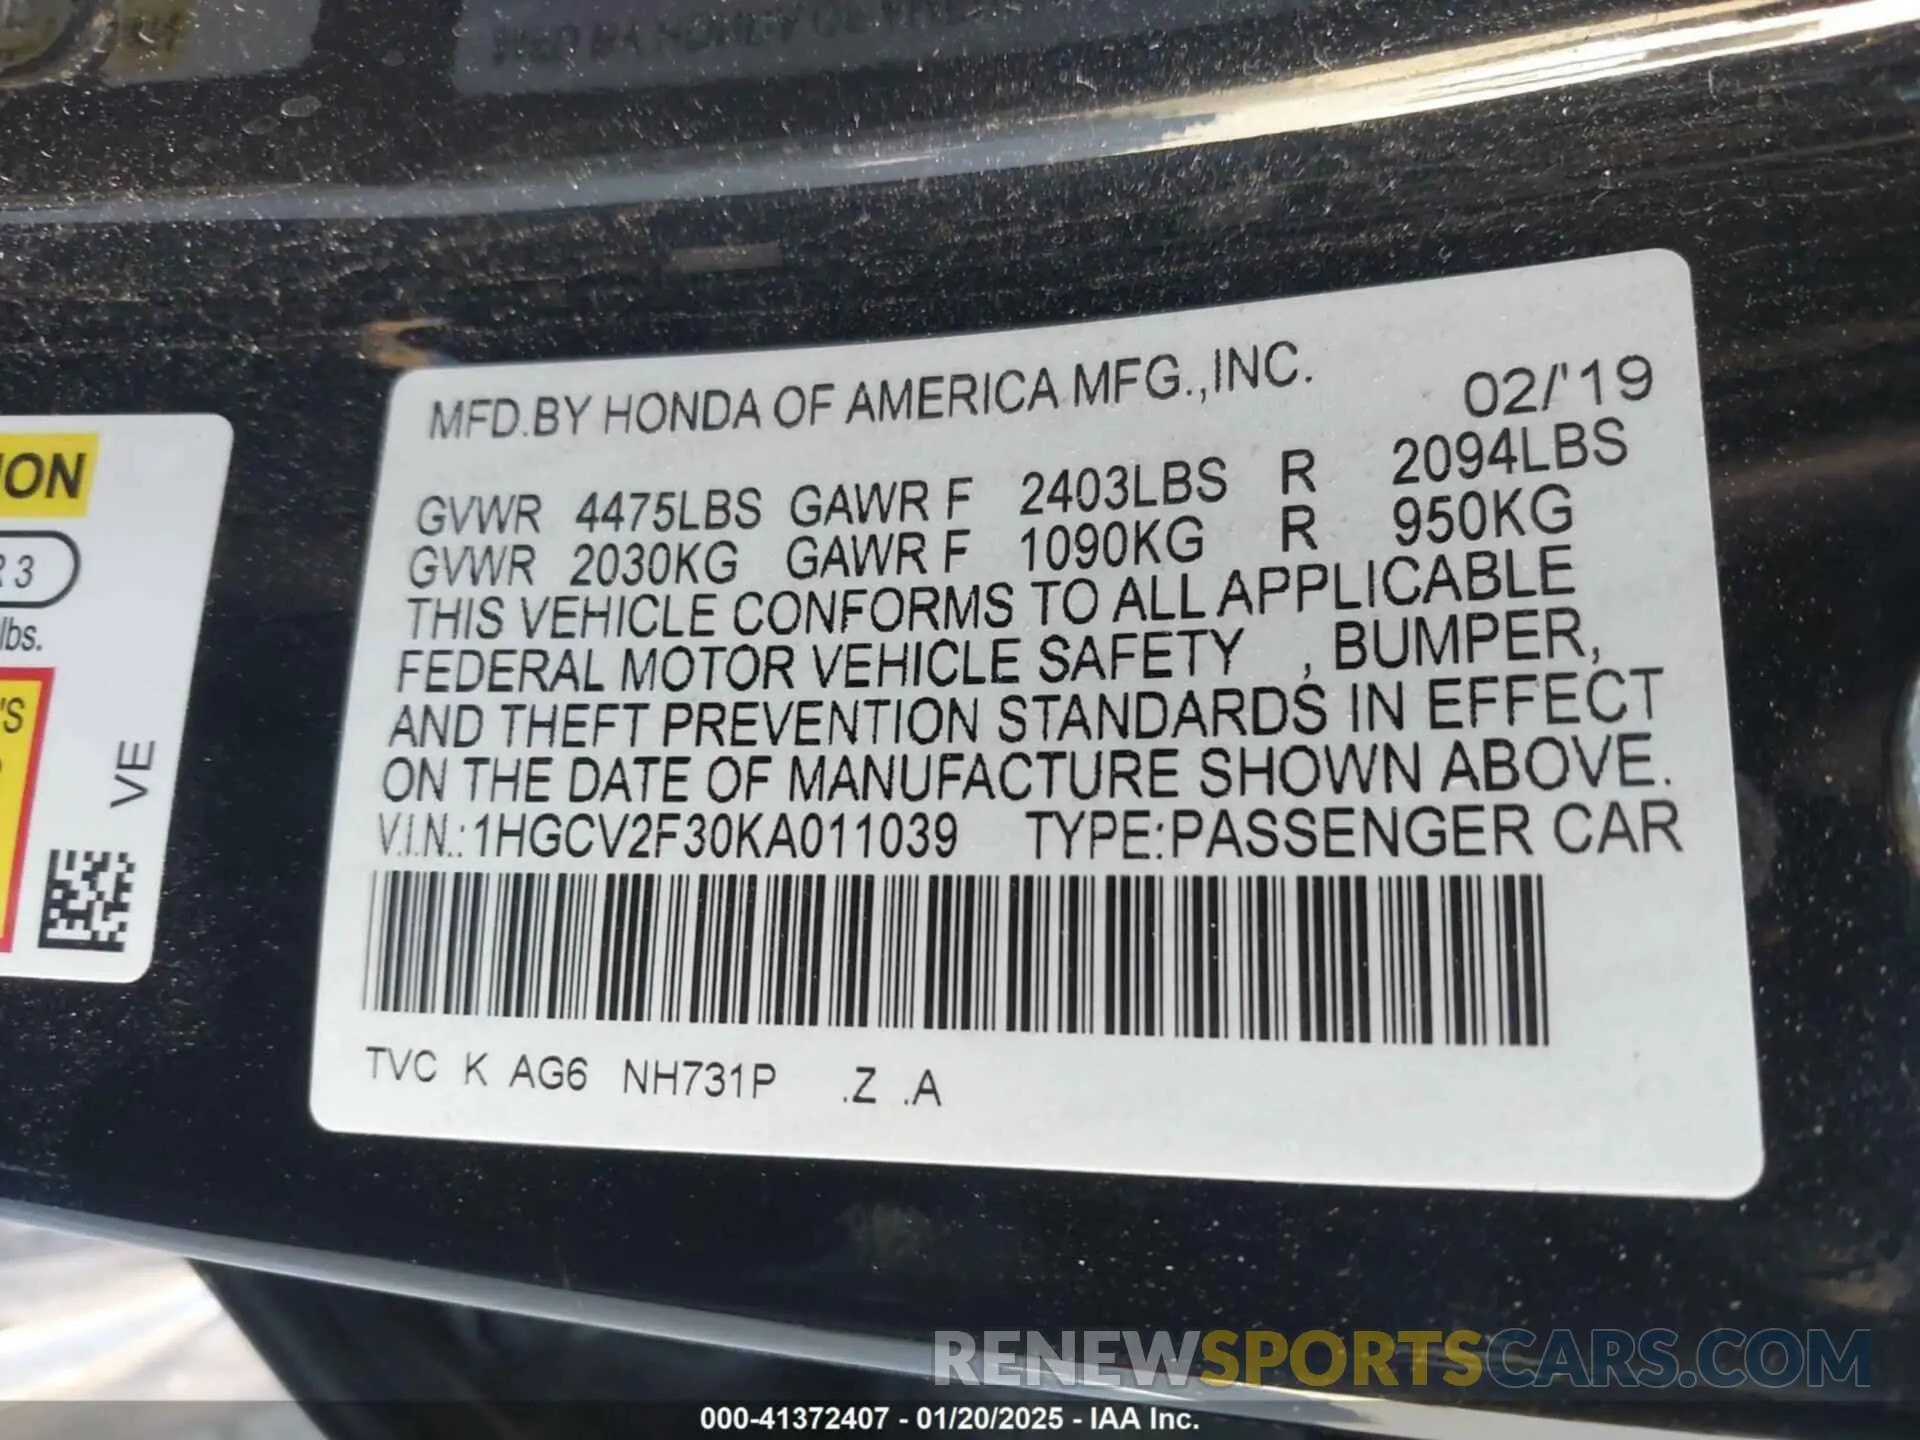 MFD.BY HONDA OF AMERICA MFG.,INC. 02/'19
GVWR 4475LBS GAWR F 2403LBS R 2094LBS
GVWR 2030KG GAWR F 1090KG R 950KG
THIS VEHICLE CONFORMS TO ALL APPLICABLE
FEDERAL MOTOR VEHICLE SAFETY , BUMPER,
AND THEFT PREVENTION STANDARDS IN EFFECT
ON THE DATE OF MANUFACTURE SHOWN ABOVE.
V.I.N.:1HGCV2F30KA011039 TYPE:PASSENGER CAR
TVC K AG6 NH731P .Z .A
3
lbs.
'S
VE
RENEWSPORTSCARS.COM
000-41372407 - 01/20/2025 - IAA Inc.